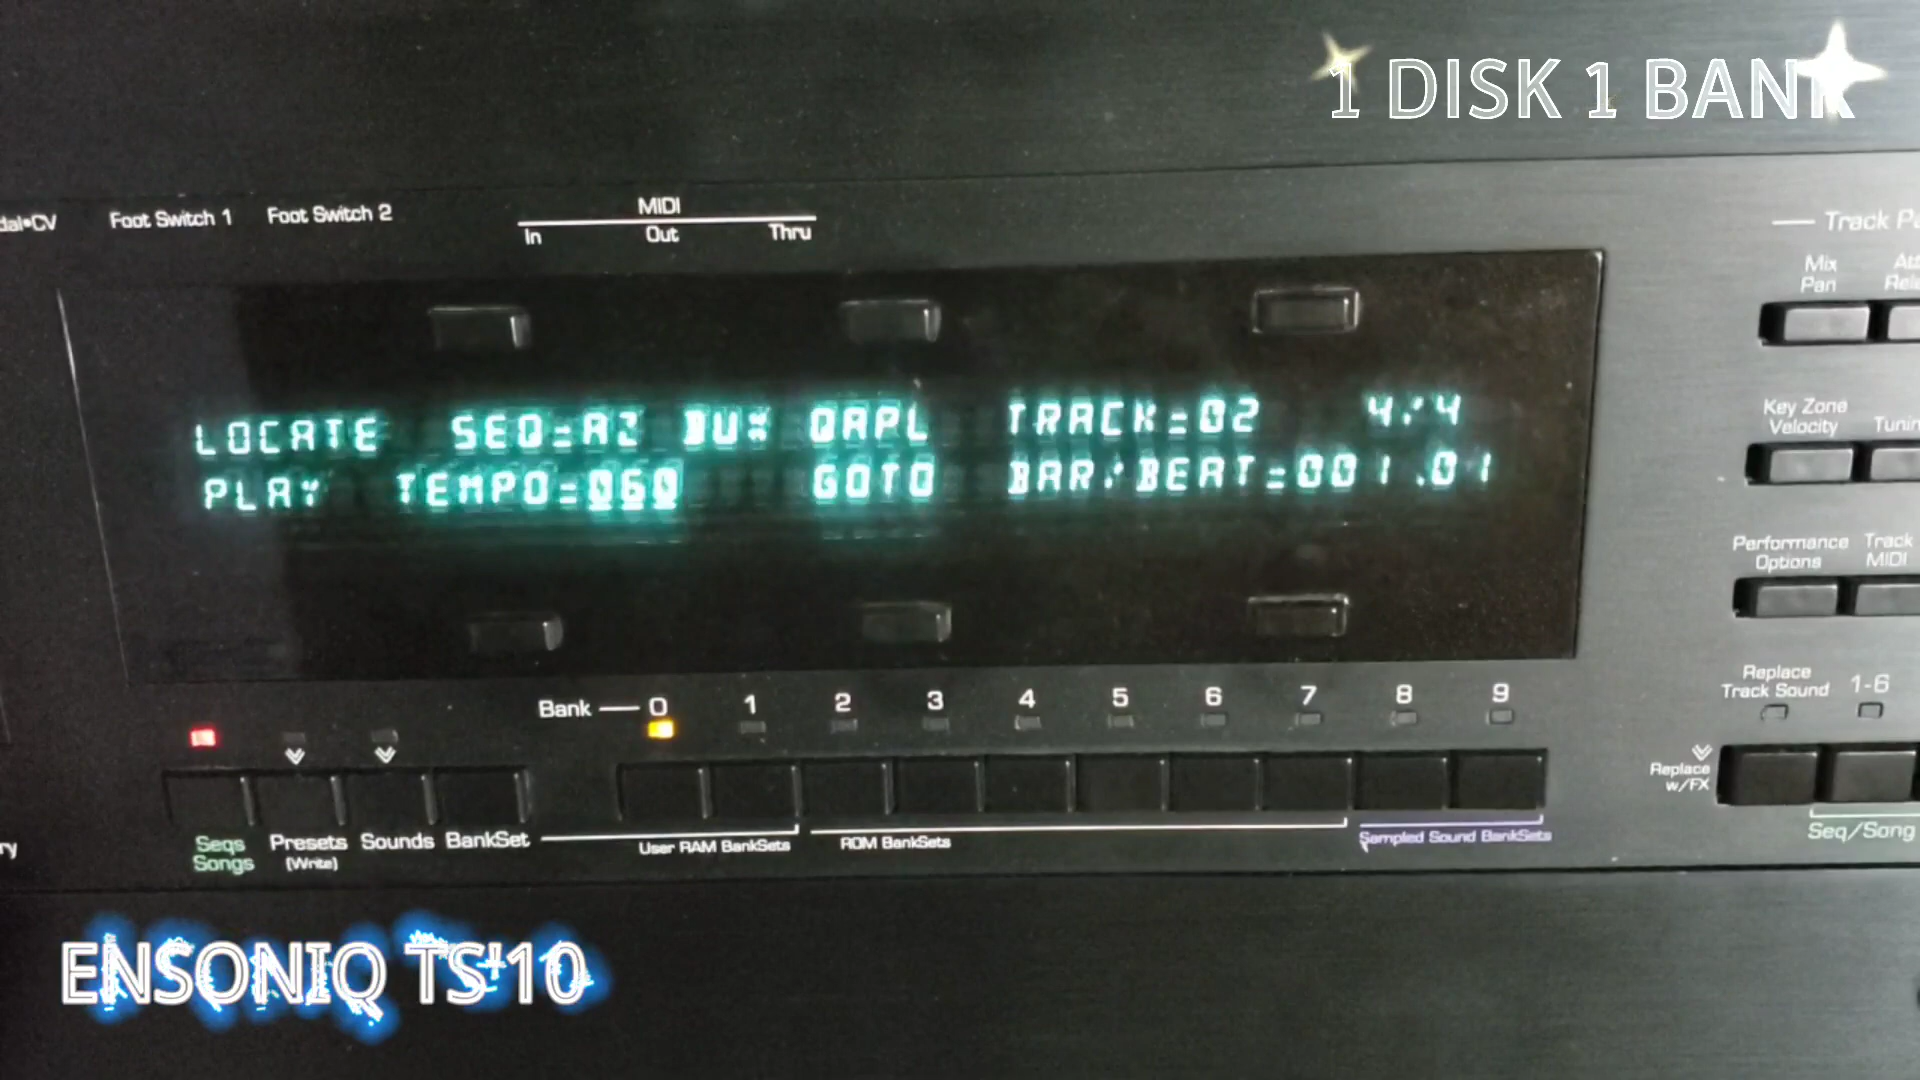 1 DISK 1 BANK
MIDI
Foot Switch 1 Foot Switch 2
In Out Thru
Mix
Pan
LOCATE TRACK=02 4/4
PLAY TEMPO=060 GOTO BAR/BEAT=001.01
Key Zone
Velocity
Performance
Options
Track
MIDI
Replace
Track Sound
1-6
Bank 0 1 2 3 4 5 6 7 8 9
Replace
w/FX
Seqs
Songs
Presets
(Write)
Sounds
BankSet
User RAM BankSets
ROM BankSets
Sampled Sound BankSets
Seq/Song
ENSONIQ TS'10